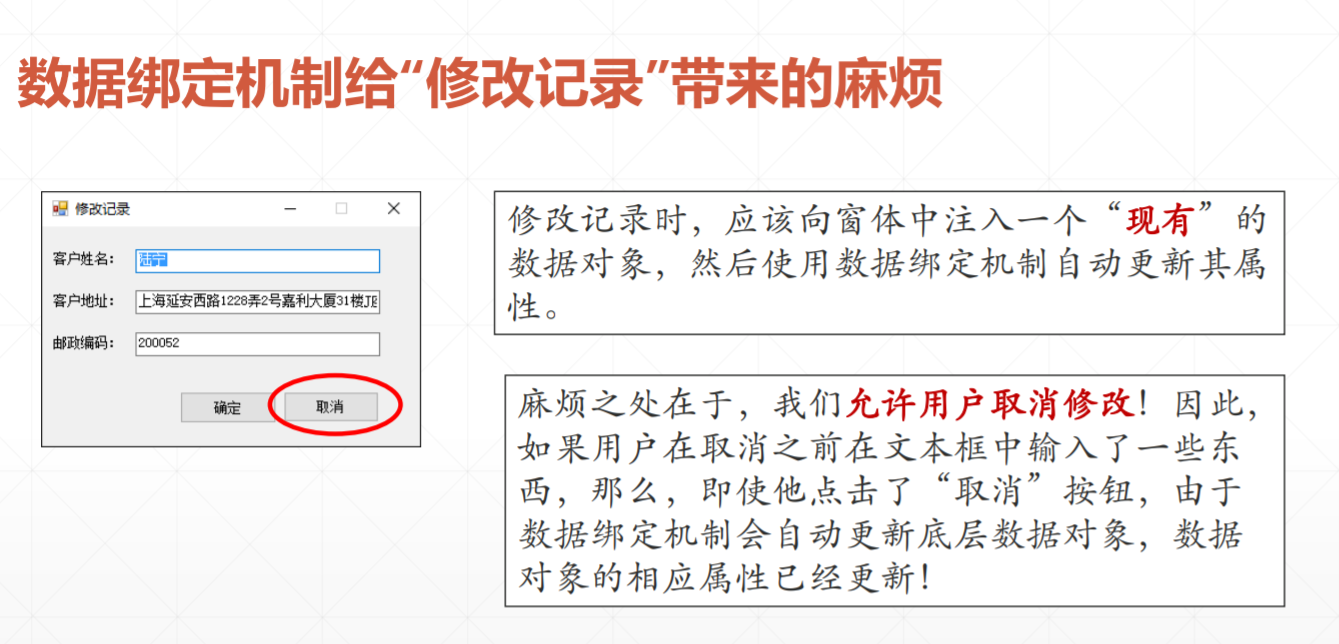 数据绑定机制给“修改记录”带来的麻烦
修改记录
客户姓名: 陆宁
客户地址: 上海延安西路1228弄2号嘉利大厦31楼
邮政编码: 200052
确定 取消
修改记录时，应该向窗体中注入一个“现有”的
数据对象，然后使用数据绑定机制自动更新其属
性。
麻烦之处在于，我们允许用户取消修改！因此，
如果用户在取消之前在文本框中输入了一些东
西，那么，即使他点击了“取消”按钮，由于
数据绑定机制会自动更新底层数据对象，数据
对象的相应属性已经更新！